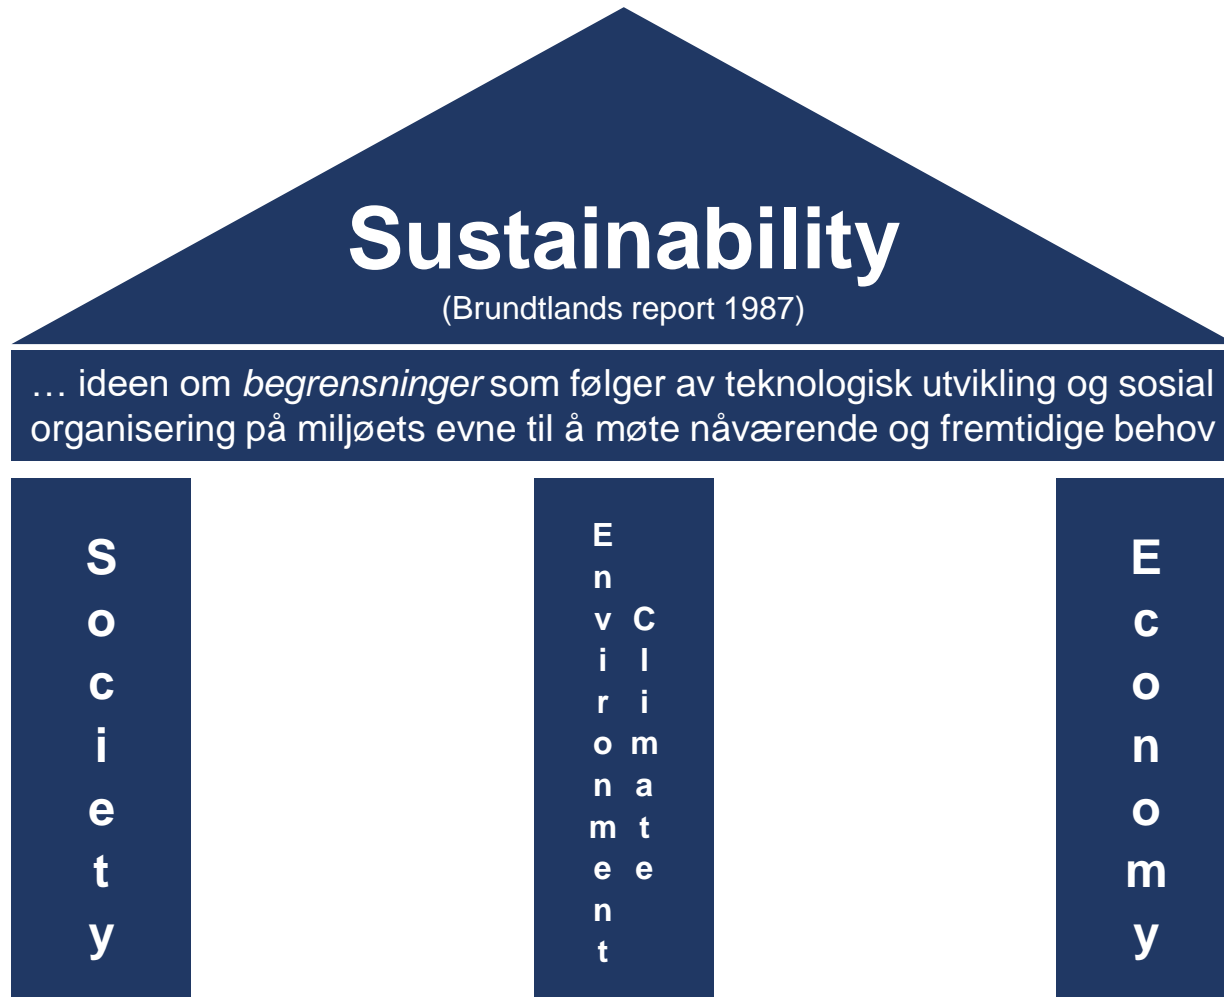 Sustainability
(Brundtlands report 1987)
… ideen om begrensninger som følger av teknologisk utvikling og sosial
organisering på miljøets evne til å møte nåværende og fremtidige behov
Society
Environment
Climate
Economy